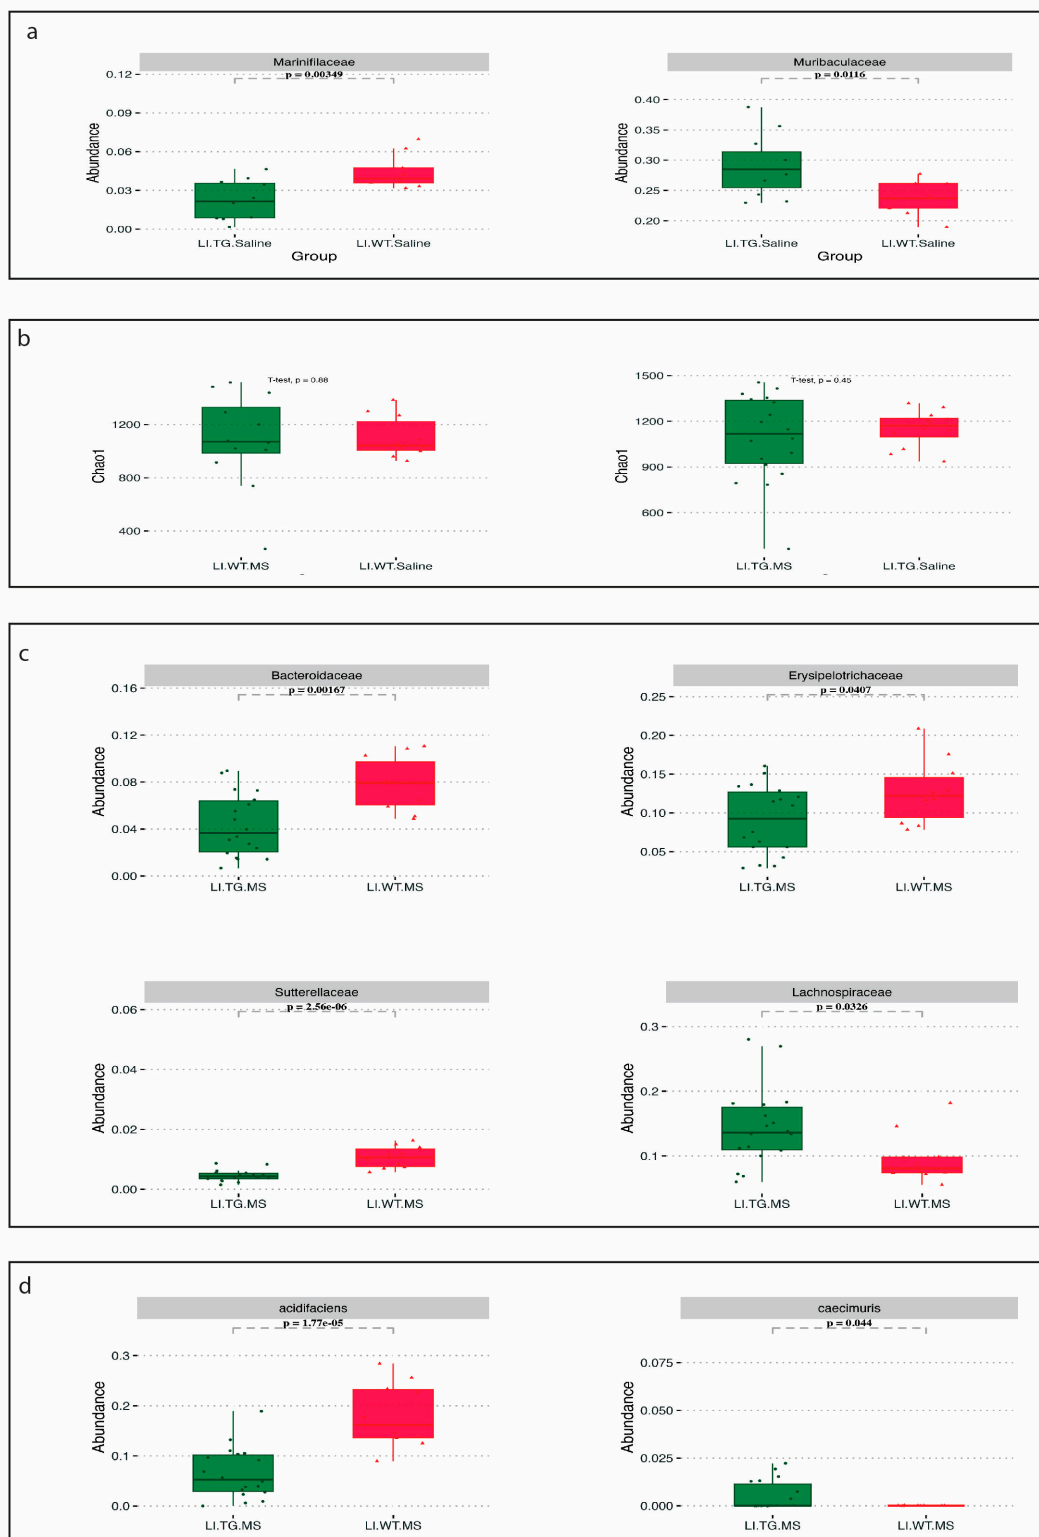 a
Marinifilaceae
p = 0.00349
0.12
0.09
0.06
0.03
0.00
Abundance
LI.TG.Saline
LI.WT.Saline
Group
Muribaculaceae
p = 0.0116
0.40
0.35
0.30
0.25
0.20
Abundance
LI.TG.Saline
LI.WT.Saline
Group
b
T-test, p = 0.88
1200
800
400
Chao1
LI.WT.MS
LI.WT.Saline
T-test, p = 0.45
1500
1200
900
600
Chao1
LI.TG.MS
LI.TG.Saline
c
Bacteroidaceae
p = 0.00167
0.16
0.12
0.08
0.04
0.00
Abundance
LI.TG.MS
LI.WT.MS
Erysipelotrichaceae
p = 0.0407
0.25
0.20
0.15
0.10
0.05
Abundance
LI.TG.MS
LI.WT.MS
Sutterellaceae
p = 2.56e-06
0.06
0.04
0.02
0.00
Abundance
LI.TG.MS
LI.WT.MS
Lachnospiraceae
p = 0.0326
0.3
0.2
0.1
Abundance
LI.TG.MS
LI.WT.MS
d
acidifaciens
p = 1.77e-05
0.3
0.2
0.1
0.0
Abundance
LI.TG.MS
LI.WT.MS
caecimuris
p = 0.044
0.075
0.050
0.025
0.000
Abundance
LI.TG.MS
LI.WT.MS